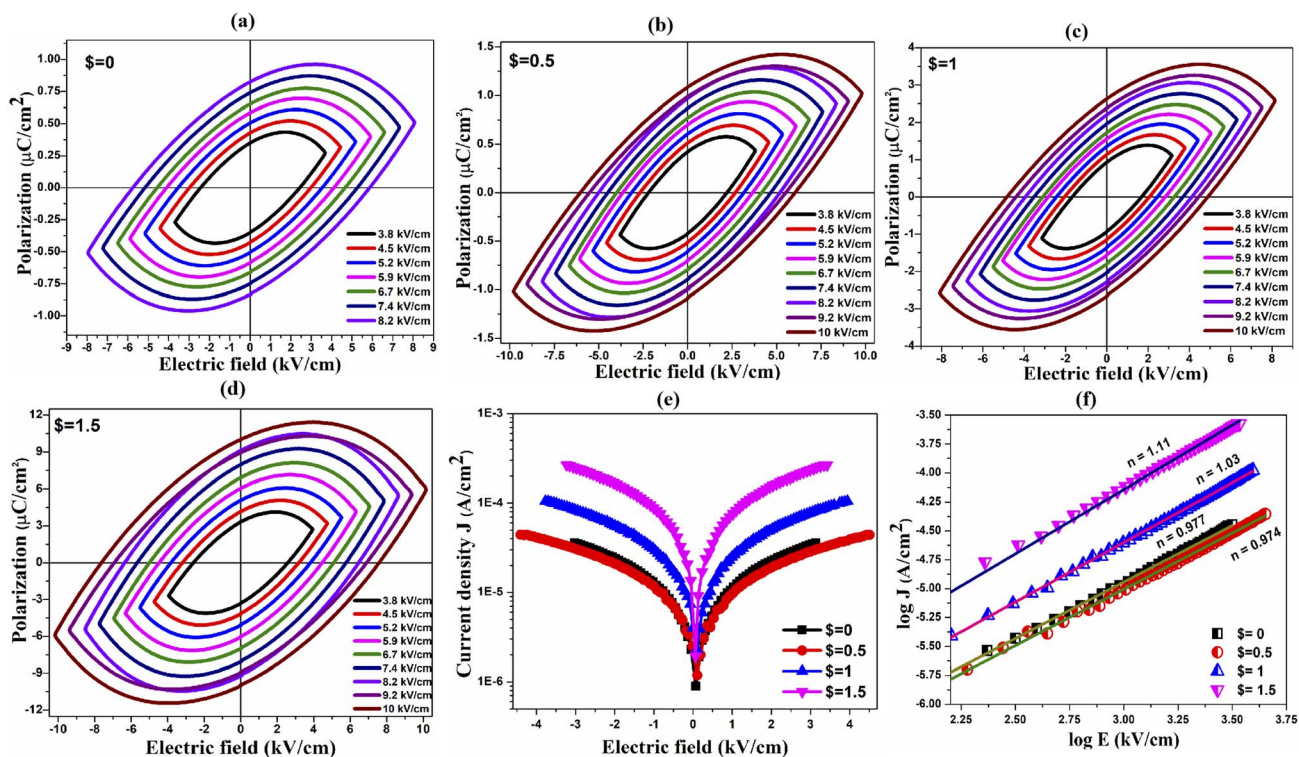 (a)
$=0
Polarization (μC/cm²)
1.00
0.75
0.50
0.25
0.00
-0.25
-0.50
-0.75
-1.00
3.8 kV/cm
4.5 kV/cm
5.2 kV/cm
5.9 kV/cm
6.7 kV/cm
7.4 kV/cm
8.2 kV/cm
-9 -8 -7 -6 -5 -4 -3 -2 -1 0 1 2 3 4 5 6 7 8 9
Electric field (kV/cm)
(b)
$=0.5
Polarization (μC/cm²)
1.5
1.0
0.5
0.0
-0.5
-1.0
-1.5
3.8 kV/cm
4.5 kV/cm
5.2 kV/cm
5.9 kV/cm
6.7 kV/cm
7.4 kV/cm
8.2 kV/cm
9.2 kV/cm
10 kV/cm
-10.0 -7.5 -5.0 -2.5 0.0 2.5 5.0 7.5 10.0
Electric field (kV/cm)
(c)
$=1
Polarization (μC/cm²)
4
3
2
1
0
-1
-2
-3
-4
3.8 kV/cm
4.5 kV/cm
5.2 kV/cm
5.9 kV/cm
6.7 kV/cm
7.4 kV/cm
8.2 kV/cm
9.2 kV/cm
10 kV/cm
-8 -6 -4 -2 0 2 4 6 8
Electric field (kV/cm)
(d)
$=1.5
Polarization (μC/cm²)
12
9
6
3
0
-3
-6
-9
-12
3.8 kV/cm
4.5 kV/cm
5.2 kV/cm
5.9 kV/cm
6.7 kV/cm
7.4 kV/cm
8.2 kV/cm
9.2 kV/cm
10 kV/cm
-10 -8 -6 -4 -2 0 2 4 6 8 10
Electric field (kV/cm)
(e)
Current density J (A/cm²)
1E-3
1E-4
1E-5
1E-6
$=0
$=0.5
$=1
$=1.5
-4 -3 -2 -1 0 1 2 3 4
Electric field (kV/cm)
(f)
log J (A/cm²)
-3.50
-3.75
-4.00
-4.25
-4.50
-4.75
-5.00
-5.25
-5.50
-5.75
-6.00
n = 1.11
n = 1.03
n = 0.977
n = 0.974
$= 0
$=0.5
$= 1
$= 1.5
2.25 2.50 2.75 3.00 3.25 3.50 3.75
log E (kV/cm)